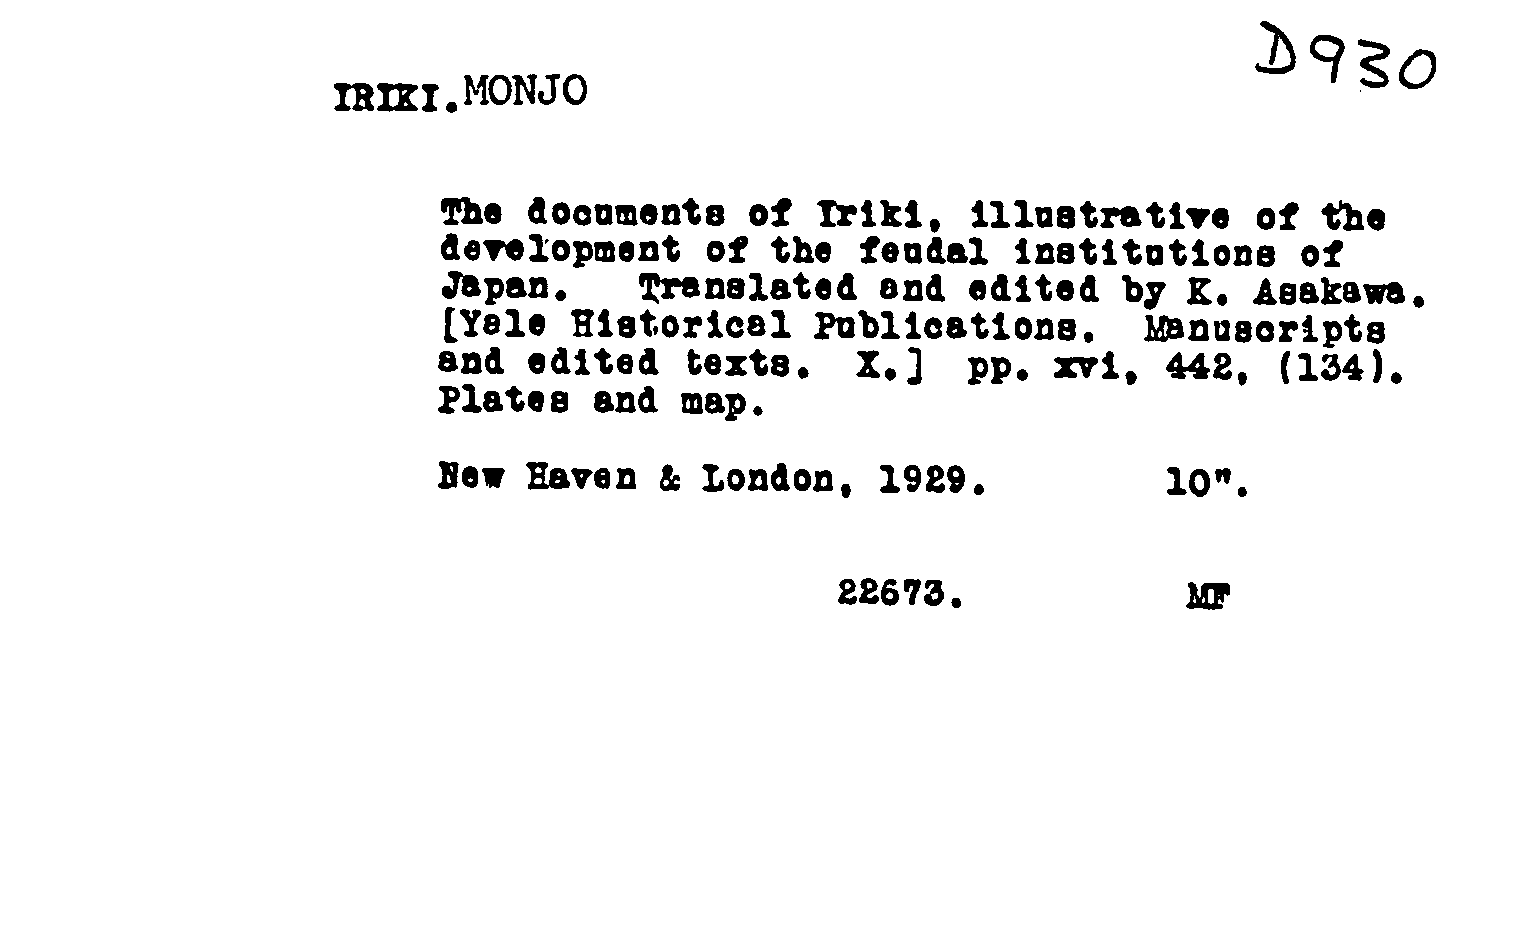 D930
IRIKI. MONJO
The documents of Iriki, illustrative of the
development of the feudal institutions of
Japan. Translated and edited by K. Asakawa.
[Yale Historical Publications. Manuscripts
and edited texts. X.] pp. xvi, 442, (134).
Plates and map.
New Haven & London, 1929. 10".
22673. MF